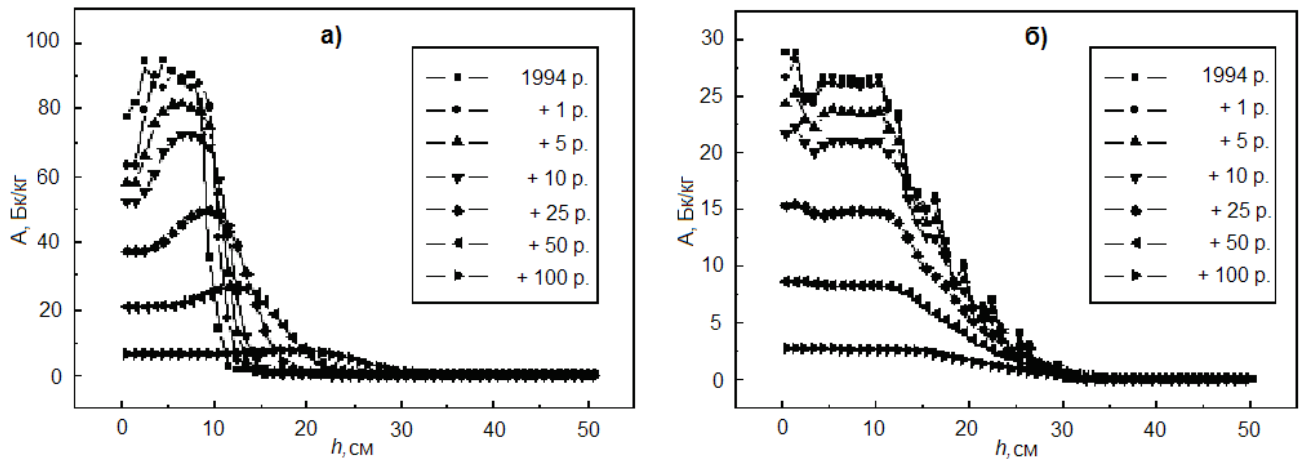 а)
100
80
60
40
20
0
А, Бк/кг
0 10 20 30 40 50
h, см
1994 р.
+ 1 р.
+ 5 р.
+ 10 р.
+ 25 р.
+ 50 р.
+ 100 р.
б)
30
25
20
15
10
5
0
А, Бк/кг
0 10 20 30 40 50
h, см
1994 р.
+ 1 р.
+ 5 р.
+ 10 р.
+ 25 р.
+ 50 р.
+ 100 р.